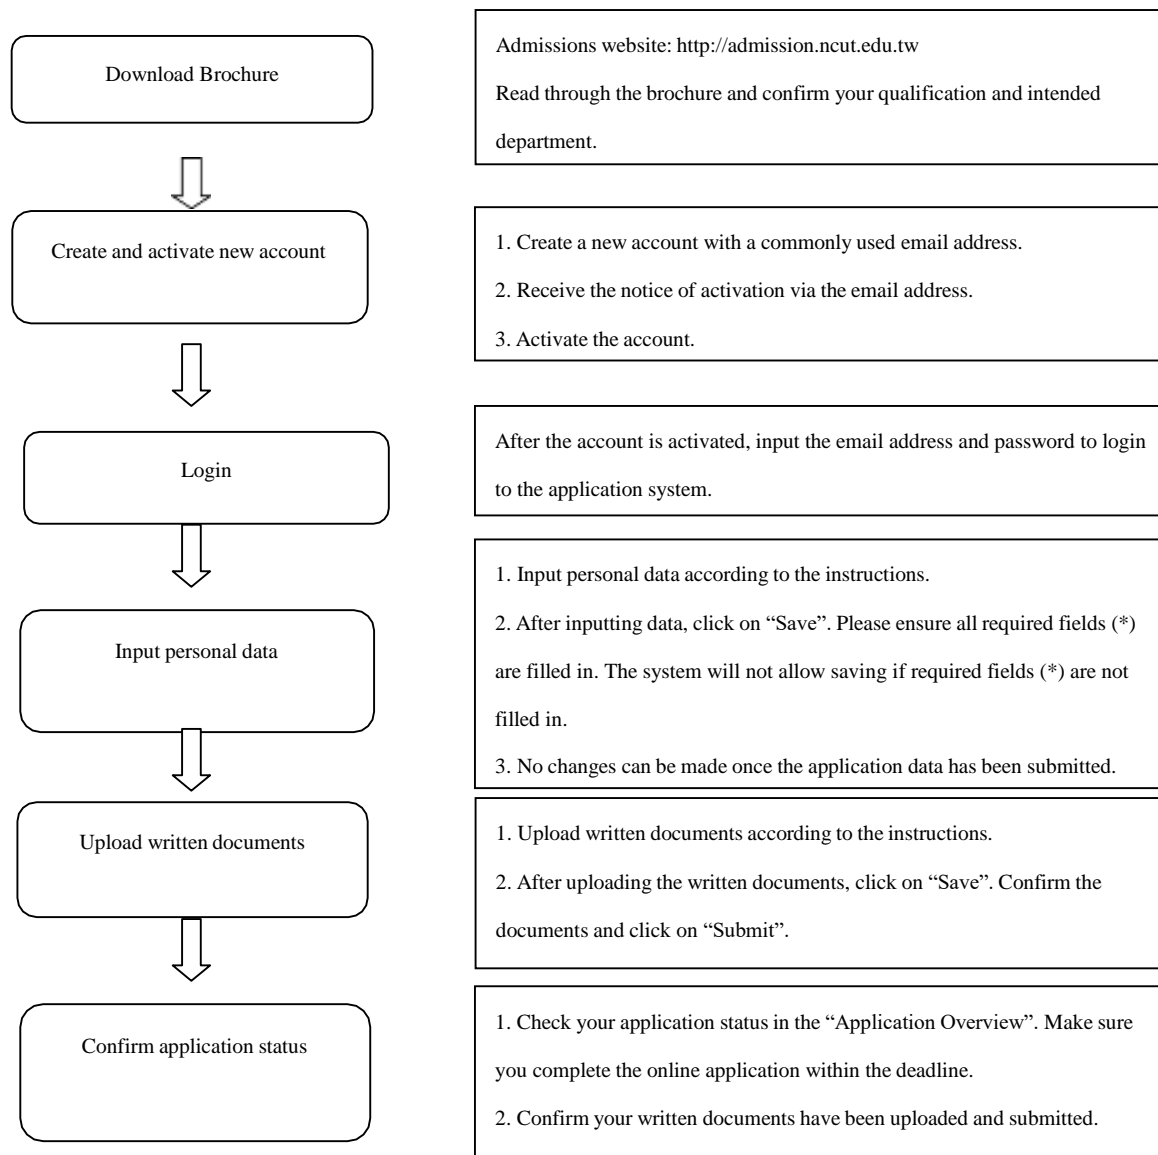 Download Brochure
Admissions website: http://admission.ncut.edu.tw
Read through the brochure and confirm your qualification and intended
department.
Create and activate new account
1. Create a new account with a commonly used email address.
2. Receive the notice of activation via the email address.
3. Activate the account.
Login
After the account is activated, input the email address and password to login
to the application system.
Input personal data
1. Input personal data according to the instructions.
2. After inputting data, click on “Save”. Please ensure all required fields (*)
are filled in. The system will not allow saving if required fields (*) are not
filled in.
3. No changes can be made once the application data has been submitted.
Upload written documents
1. Upload written documents according to the instructions.
2. After uploading the written documents, click on “Save”. Confirm the
documents and click on “Submit”.
Confirm application status
1. Check your application status in the “Application Overview”. Make sure
you complete the online application within the deadline.
2. Confirm your written documents have been uploaded and submitted.